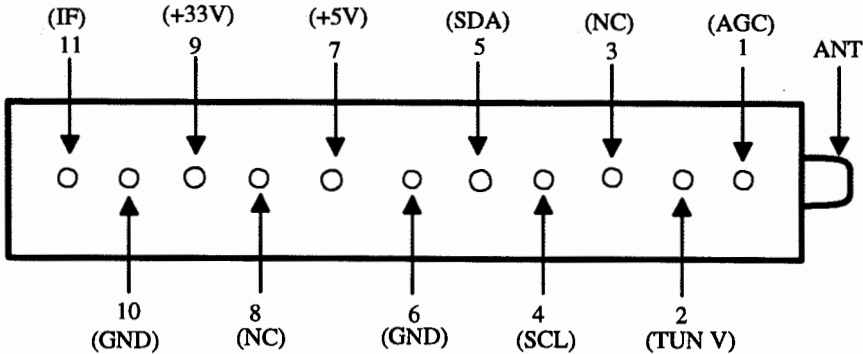 (IF) (+33V) (+5V) (SDA) (NC) (AGC)
11 9 7 5 3 1 ANT
10 8 6 4 2
(GND) (NC) (GND) (SCL) (TUN V)